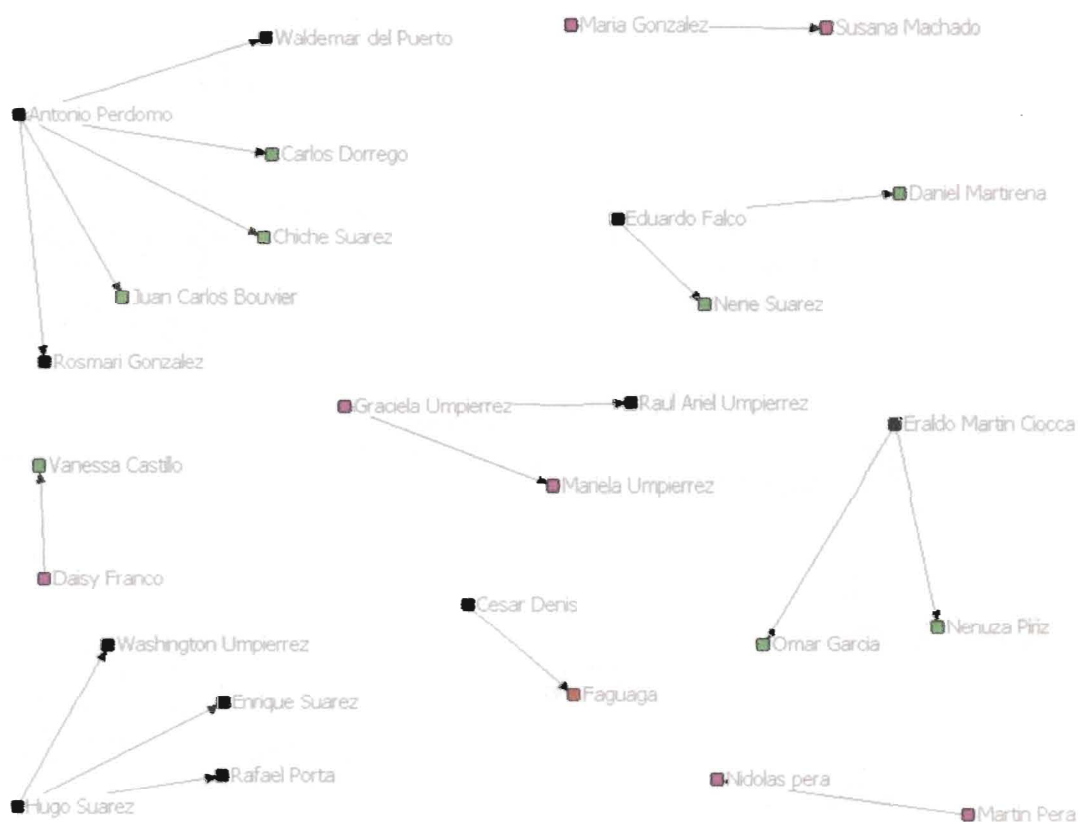 Waldemar del Puerto
Maria Gonzalez
Susana Machado
Antonio Perdomo
Carlos Dorrego
Daniel Martirena
Eduardo Falco
Chiche Suarez
Juan Carlos Bouvier
Nene Suarez
Rosmari Gonzalez
Graciela Umpierrez
Raul Ariel Umpierrez
Eraldo Martin Ciocca
Vanessa Castillo
Mariela Umpierrez
Daisy Franco
Cesar Denis
Washington Umpierrez
Omar Garcia
Nenuza Piriz
Enrique Suarez
Faguaga
Rafael Porta
Nidolas pera
Hugo Suarez
Martin Pera